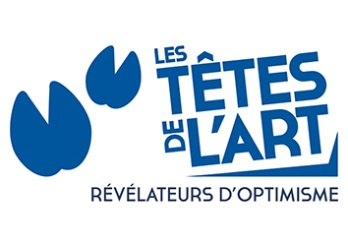 LES
TÊTES
DE L'ART
RÉVÉLATEURS D'OPTIMISME